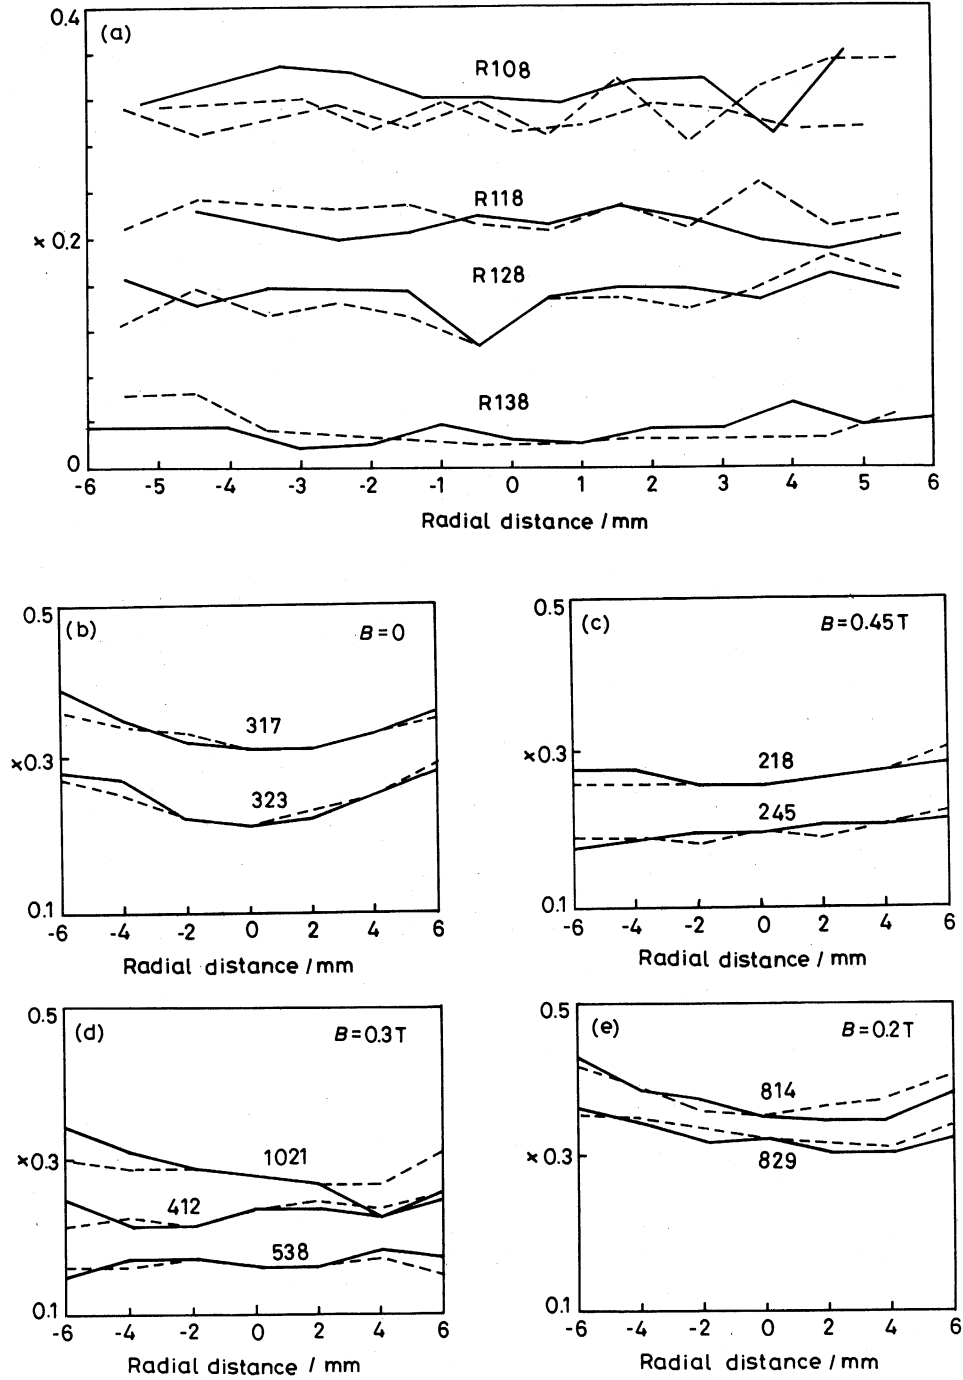 0.4
(a)
R108
R118
x 0.2
R128
R138
0
-6 -5 -4 -3 -2 -1 0 1 2 3 4 5 6
Radial distance / mm
0.5
(b)
B = 0
317
x 0.3
323
0.1
-6 -4 -2 0 2 4 6
Radial distance / mm
0.5
(c)
B = 0.45 T
x 0.3
218
245
0.1
-6 -4 -2 0 2 4 6
Radial distance / mm
0.5
(d)
B = 0.3 T
x 0.3
1021
412
538
0.1
-6 -4 -2 0 2 4 6
Radial distance / mm
0.5
(e)
B = 0.2 T
814
x 0.3
829
0.1
-6 -4 -2 0 2 4 6
Radial distance / mm